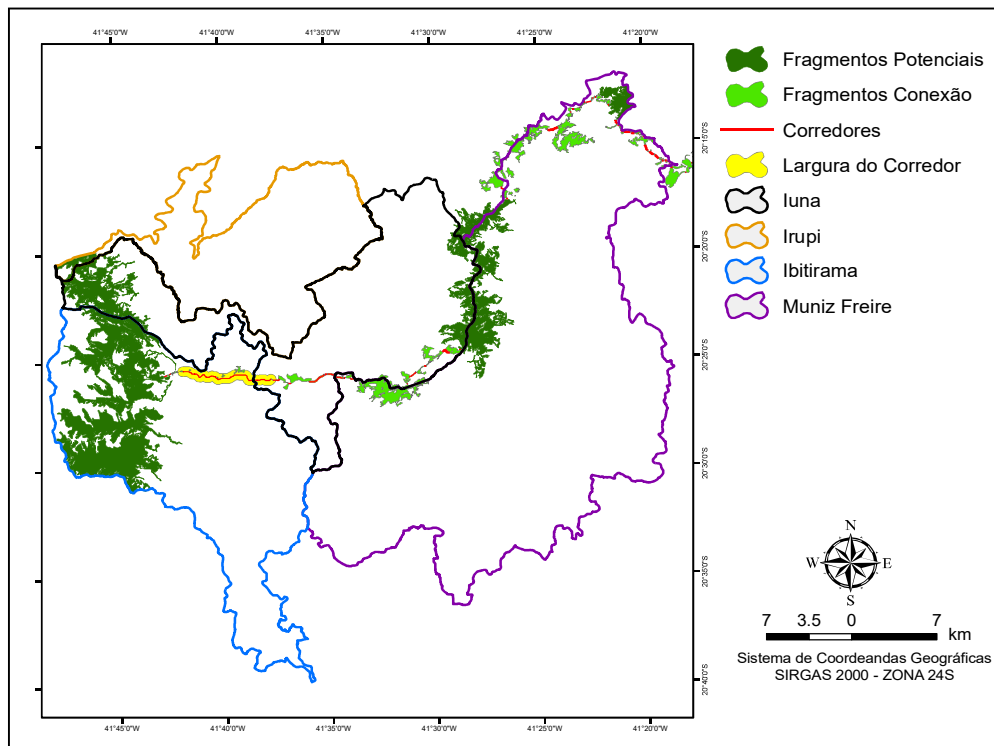 41°45'0"W 41°40'0"W 41°35'0"W 41°30'0"W 41°25'0"W 41°20'0"W
Fragmentos Potenciais
Fragmentos Conexão
Corredores
Largura do Corredor
Iuna
Irupi
Ibitirama
Muniz Freire
20°15'0"S
20°20'0"S
20°25'0"S
20°30'0"S
20°35'0"S
20°40'0"S
N
W E
S
7 3.5 0 7
km
Sistema de Coordeandas Geográficas
SIRGAS 2000 - ZONA 24S
41°45'0"W 41°40'0"W 41°35'0"W 41°30'0"W 41°25'0"W 41°20'0"W